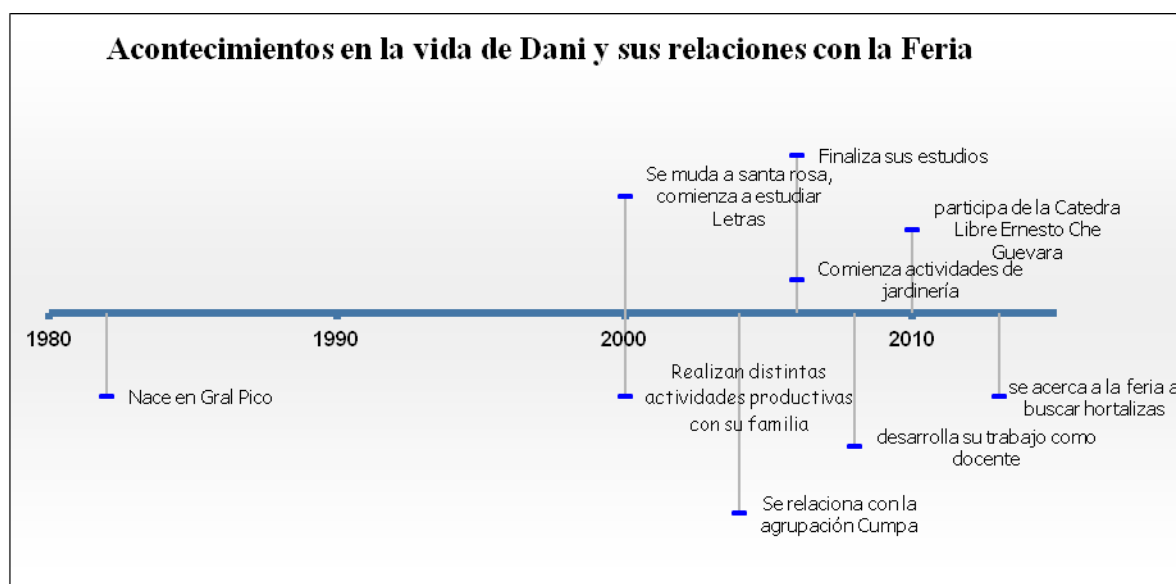 Acontecimientos en la vida de Dani y sus relaciones con la Feria
Finaliza sus estudios
Se muda a santa rosa,
comienza a estudiar
Letras
participa de la Catedra
Libre Ernesto Che
Guevara
Comienza actividades de
jardinería
1980
1990
2000
2010
Nace en Gral Pico
Realizan distintas
actividades productivas
con su familia
se acerca a la feria a
buscar hortalizas
desarrolla su trabajo como
docente
Se relaciona con la
agrupación Cumpa